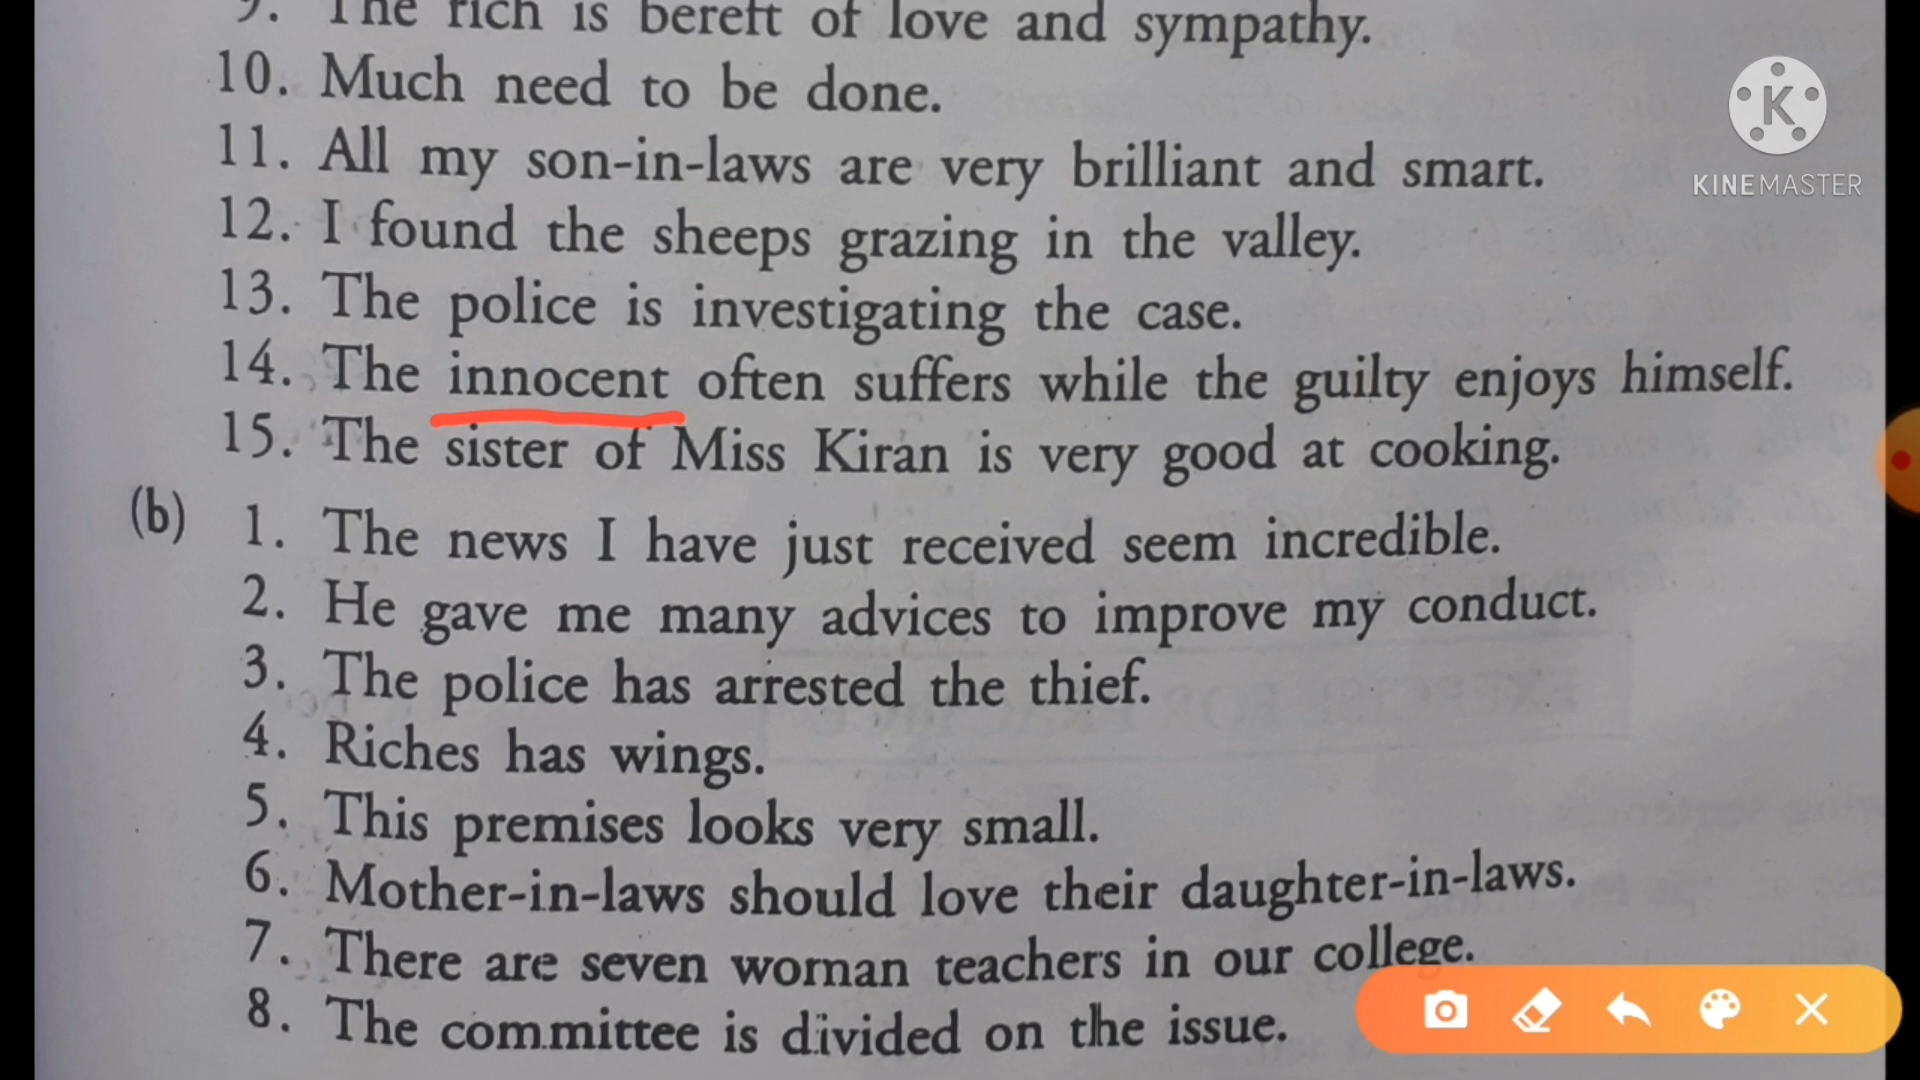 9. The rich is bereft of love and sympathy.
10. Much need to be done.
11. All my son-in-laws are very brilliant and smart.
12. I found the sheeps grazing in the valley.
13. The police is investigating the case.
14. The innocent often suffers while the guilty enjoys himself.
15. The sister of Miss Kiran is very good at cooking.
(b) 1. The news I have just received seem incredible.
2. He gave me many advices to improve my conduct.
3. The police has arrested the thief.
4. Riches has wings.
5. This premises looks very small.
6. Mother-in-laws should love their daughter-in-laws.
7. There are seven woman teachers in our college.
8. The committee is divided on the issue.
K
KINEMASTER